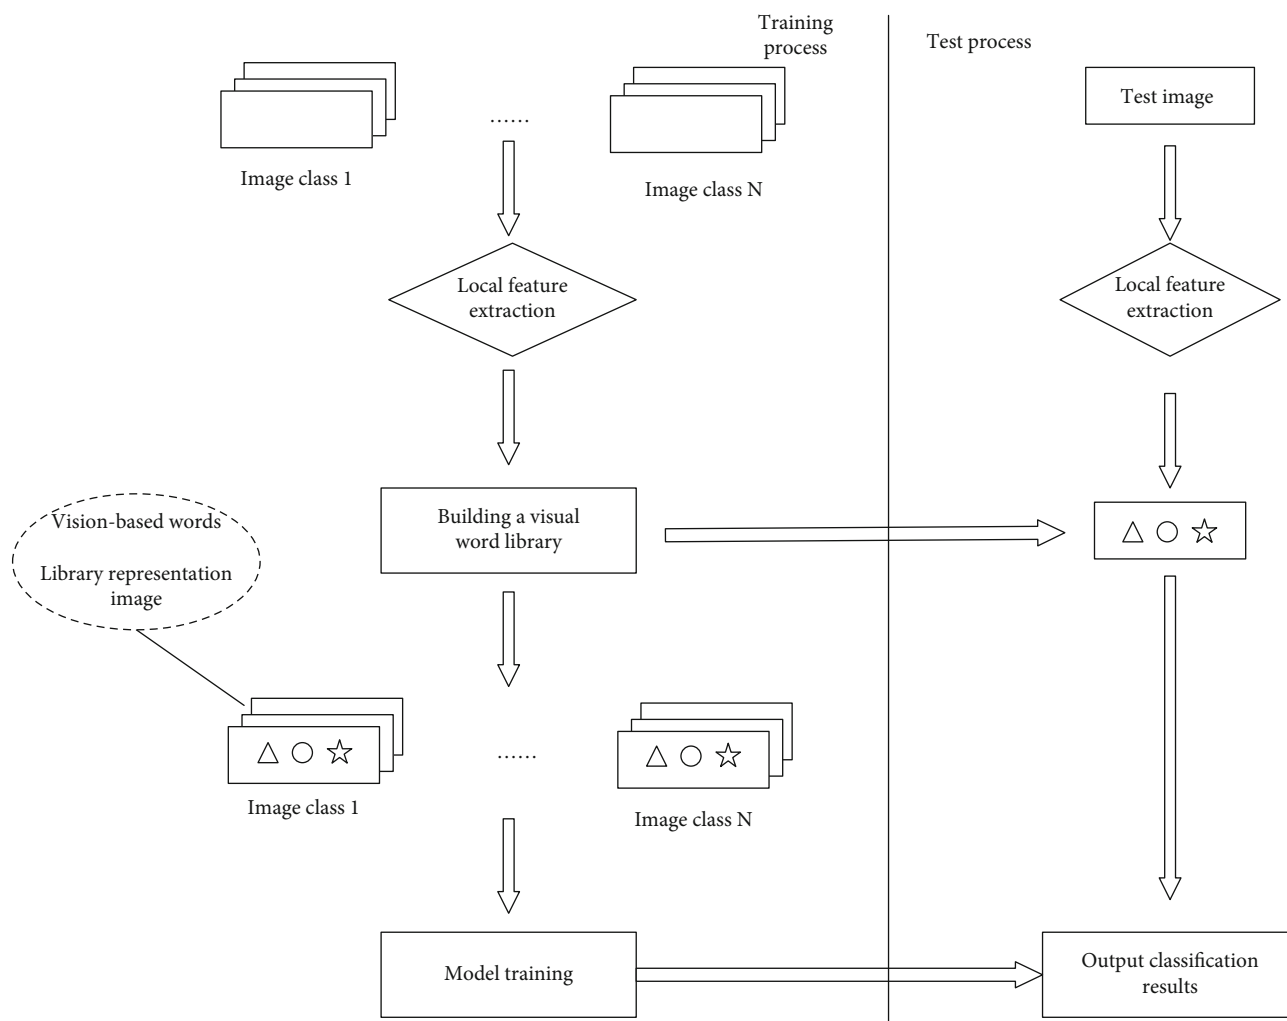 Training
process
Test process
Test image
......
Image class 1
Image class N
Local feature
extraction
Local feature
extraction
Building a visual
word library
Vision-based words
Library representation
image
......
Image class 1
Image class N
Model training
Output classification
results